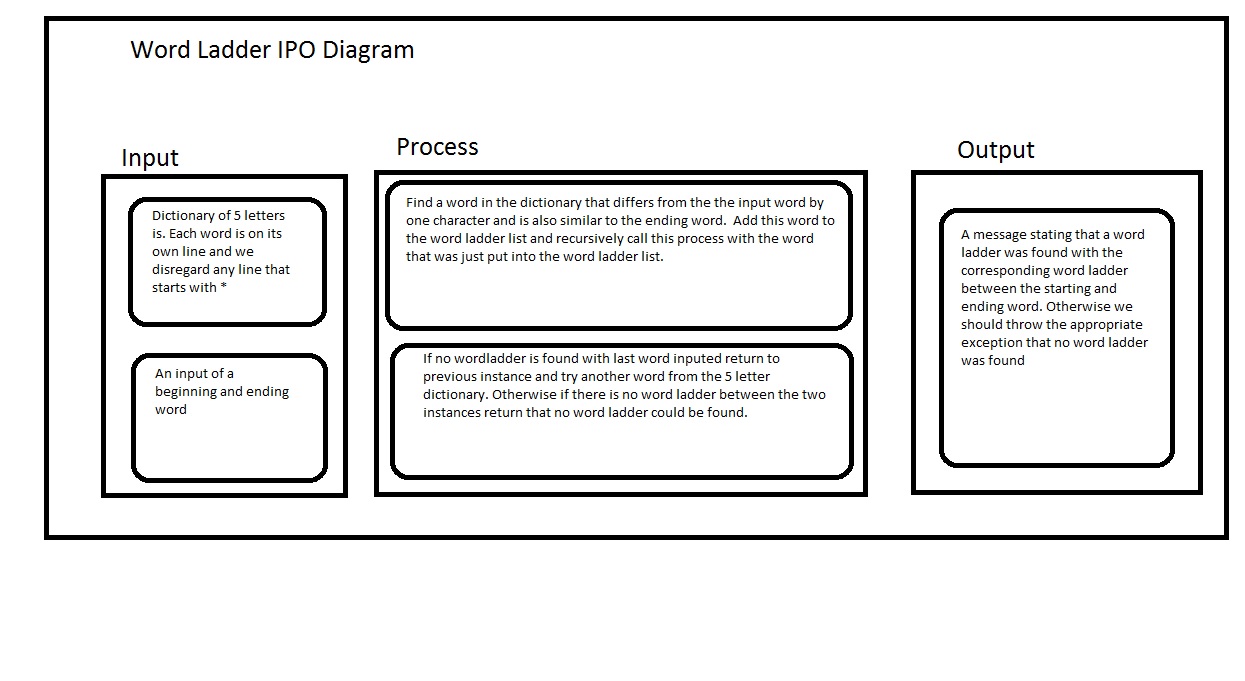 Word Ladder IPO Diagram
Input
Dictionary of 5 letters
is. Each word is on its
own line and we
disregard any line that
starts with *
An input of a
beginning and ending
word
Process
Find a word in the dictionary that differs from the the input word by
one character and is also similar to the ending word.  Add this word to
the word ladder list and recursively call this process with the word
that was just put into the word ladder list.
If no wordladder is found with last word inputed return to
previous instance and try another word from the 5 letter
dictionary. Otherwise if there is no word ladder between the two
instances return that no word ladder could be found.
Output
A message stating that a word
ladder was found with the
corresponding word ladder
between the starting and
ending word. Otherwise we
should throw the appropriate
exception that no word ladder
was found